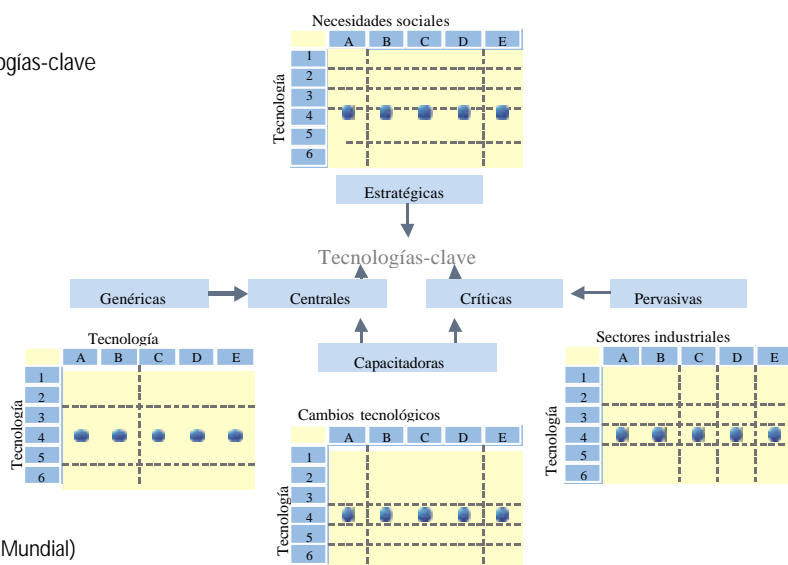 Necesidades sociales
A B C D E
ogías-clave
Tecnología
1
2
3
4
5
6
Estratégicas
Tecnologías-clave
Genéricas
Centrales
Críticas
Pervasivas
Capacitadoras
Tecnología
A B C D E
Tecnología
1
2
3
4
5
6
Cambios tecnológicos
A B C D E
Tecnología
1
2
3
4
5
6
Sectores industriales
A B C D E
Tecnología
1
2
3
4
5
6
Mundial)